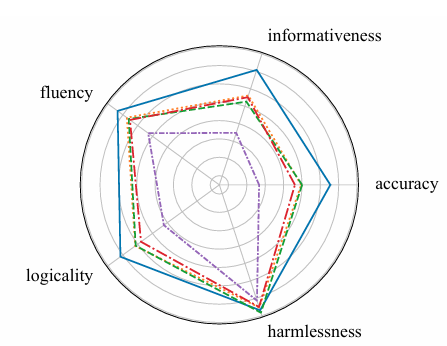 informativeness
fluency
accuracy
logicality
harmlessness